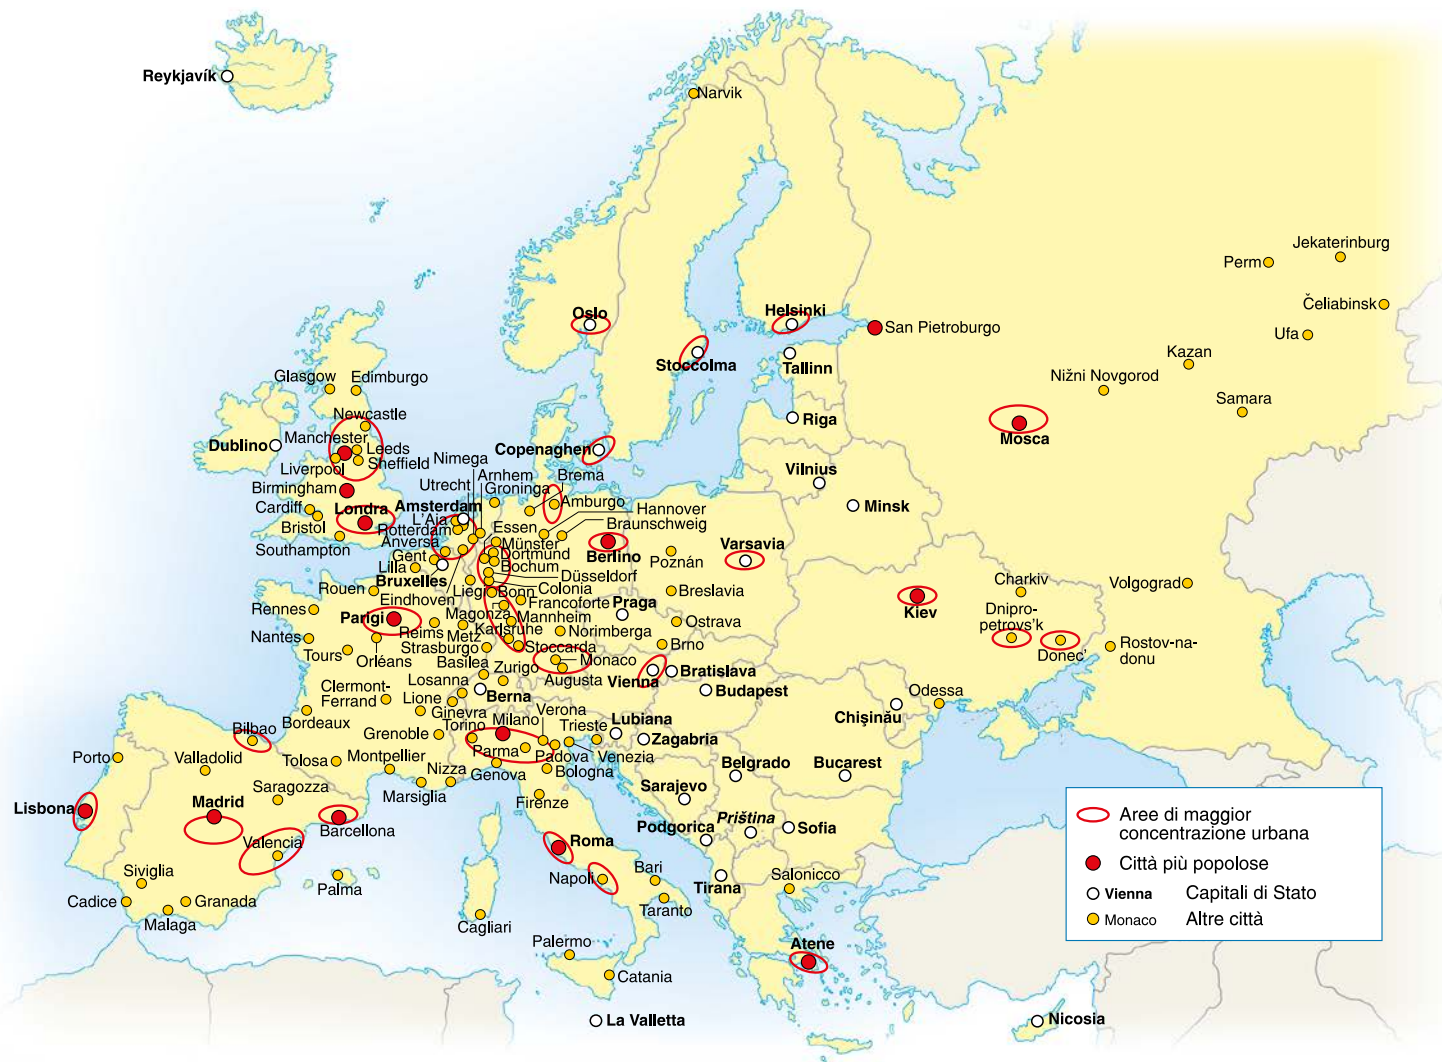 Reykjavík
Narvik
Jekaterinburg
Perm
Čeliabinsk
Oslo
Helsinki
San Pietroburgo
Ufa
Stoccolma
Tallinn
Kazan
Nižni Novgorod
Glasgow
Edimburgo
Samara
Newcastle
Riga
Mosca
Dublino
Manchester
Leeds
Copenaghen
Liverpool
Sheffield
Nimega
Arnhem
Brema
Vilnius
Birmingham
Utrecht
Groninga
Cardiff
Londra
Amsterdam
Amburgo
Minsk
Hannover
Bristol
L'Aja
Rotterdam
Essen
Braunschweig
Southampton
Anversa
Münster
Berlino
Varsavia
Gent
Dortmund
Poznán
Lilla
Bochum
Bruxelles
Düsseldorf
Charkiv
Volgograd
Rouen
Eindhoven
Liegi
Bonn
Colonia
Breslavia
Rennes
Parigi
Francoforte
Praga
Kiev
Dnipro-
petrovs'k
Magonza
Mannheim
Ostrava
Nantes
Reims
Metz
Karlsruhe
Norimberga
Tours
Orléans
Strasburgo
Stoccarda
Brno
Donec'
Rostov-na-
donu
Basilea
Zurigo
Monaco
Losanna
Augusta
Vienna
Bratislava
Clermont-
Ferrand
Lione
Berna
Budapest
Odessa
Bordeaux
Ginevra
Verona
Chişinău
Bilbao
Grenoble
Torino
Milano
Trieste
Lubiana
Porto
Valladolid
Tolosa
Montpellier
Parma
Padova
Venezia
Zagabria
Nizza
Genova
Bologna
Belgrado
Bucarest
Saragozza
Marsiglia
Firenze
Sarajevo
Lisbona
Madrid
Barcellona
Priština
Valencia
Roma
Podgorica
Sofia
Siviglia
Palma
Napoli
Bari
Tirana
Salonicco
Cadice
Granada
Taranto
Malaga
Cagliari
Palermo
Atene
Catania
La Valletta
Nicosia
Aree di maggior
concentrazione urbana
Città più popolose
Vienna Capitali di Stato
Monaco Altre città